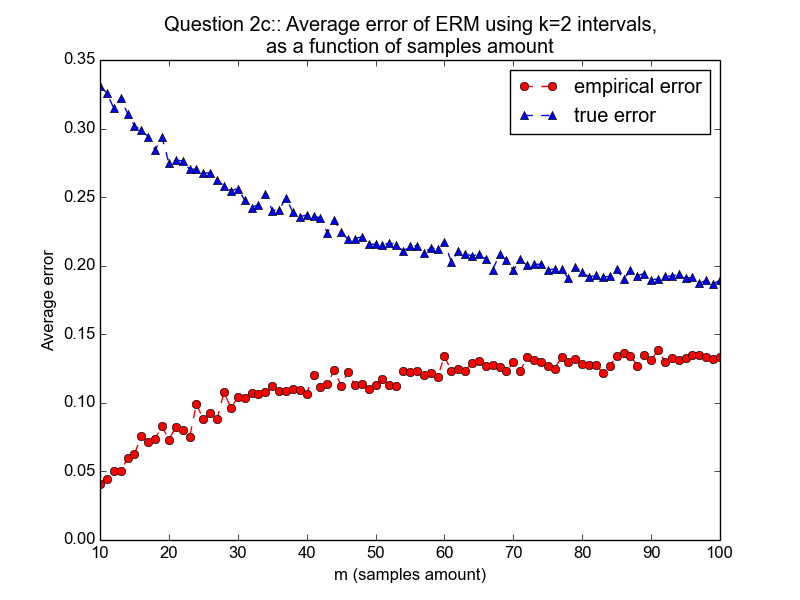 Question 2c:: Average error of ERM using k=2 intervals,
as a function of samples amount
empirical error
true error
Average error
0.35
0.30
0.25
0.20
0.15
0.10
0.05
0.00
10 20 30 40 50 60 70 80 90 100
m (samples amount)